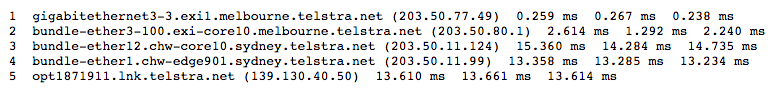 1 gigabitethernet3-3.exi1.melbourne.telstra.net (203.50.77.49) 0.259 ms 0.267 ms 0.238 ms
2 bundle-ether3-100.exi-core10.melbourne.telstra.net (203.50.80.1) 2.614 ms 1.292 ms 2.240 ms
3 bundle-ether12.chw-core10.sydney.telstra.net (203.50.11.124) 15.360 ms 14.284 ms 14.735 ms
4 bundle-ether1.chw-edge901.sydney.telstra.net (203.50.11.99) 13.358 ms 13.285 ms 13.234 ms
5 opt1871911.lnk.telstra.net (139.130.40.50) 13.610 ms 13.661 ms 13.614 ms